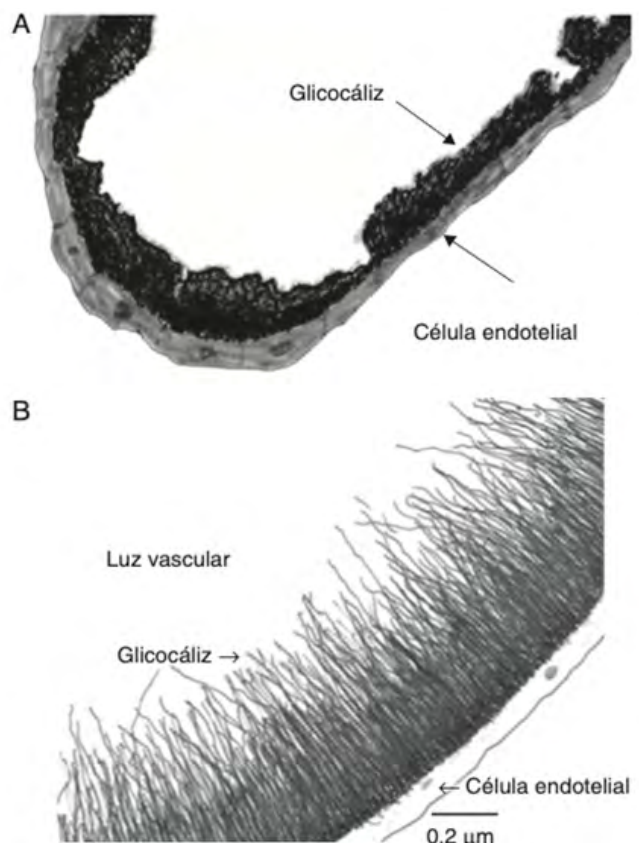 A
Glicocáliz
Célula endotelial
B
Luz vascular
Glicocáliz →
← Célula endotelial
0.2 µm